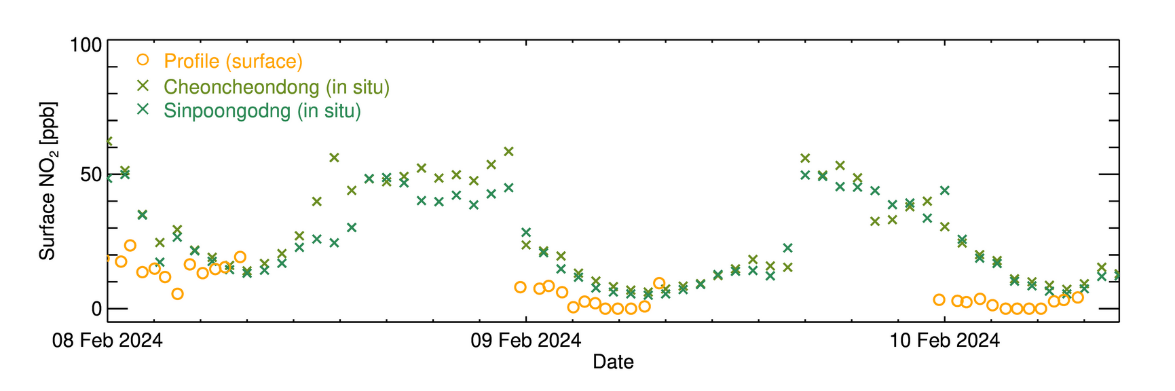 100
Profile (surface)
Cheoncheondong (in situ)
Sinpoongodng (in situ)
Surface NO2 [ppb]
50
0
08 Feb 2024 09 Feb 2024 10 Feb 2024
Date